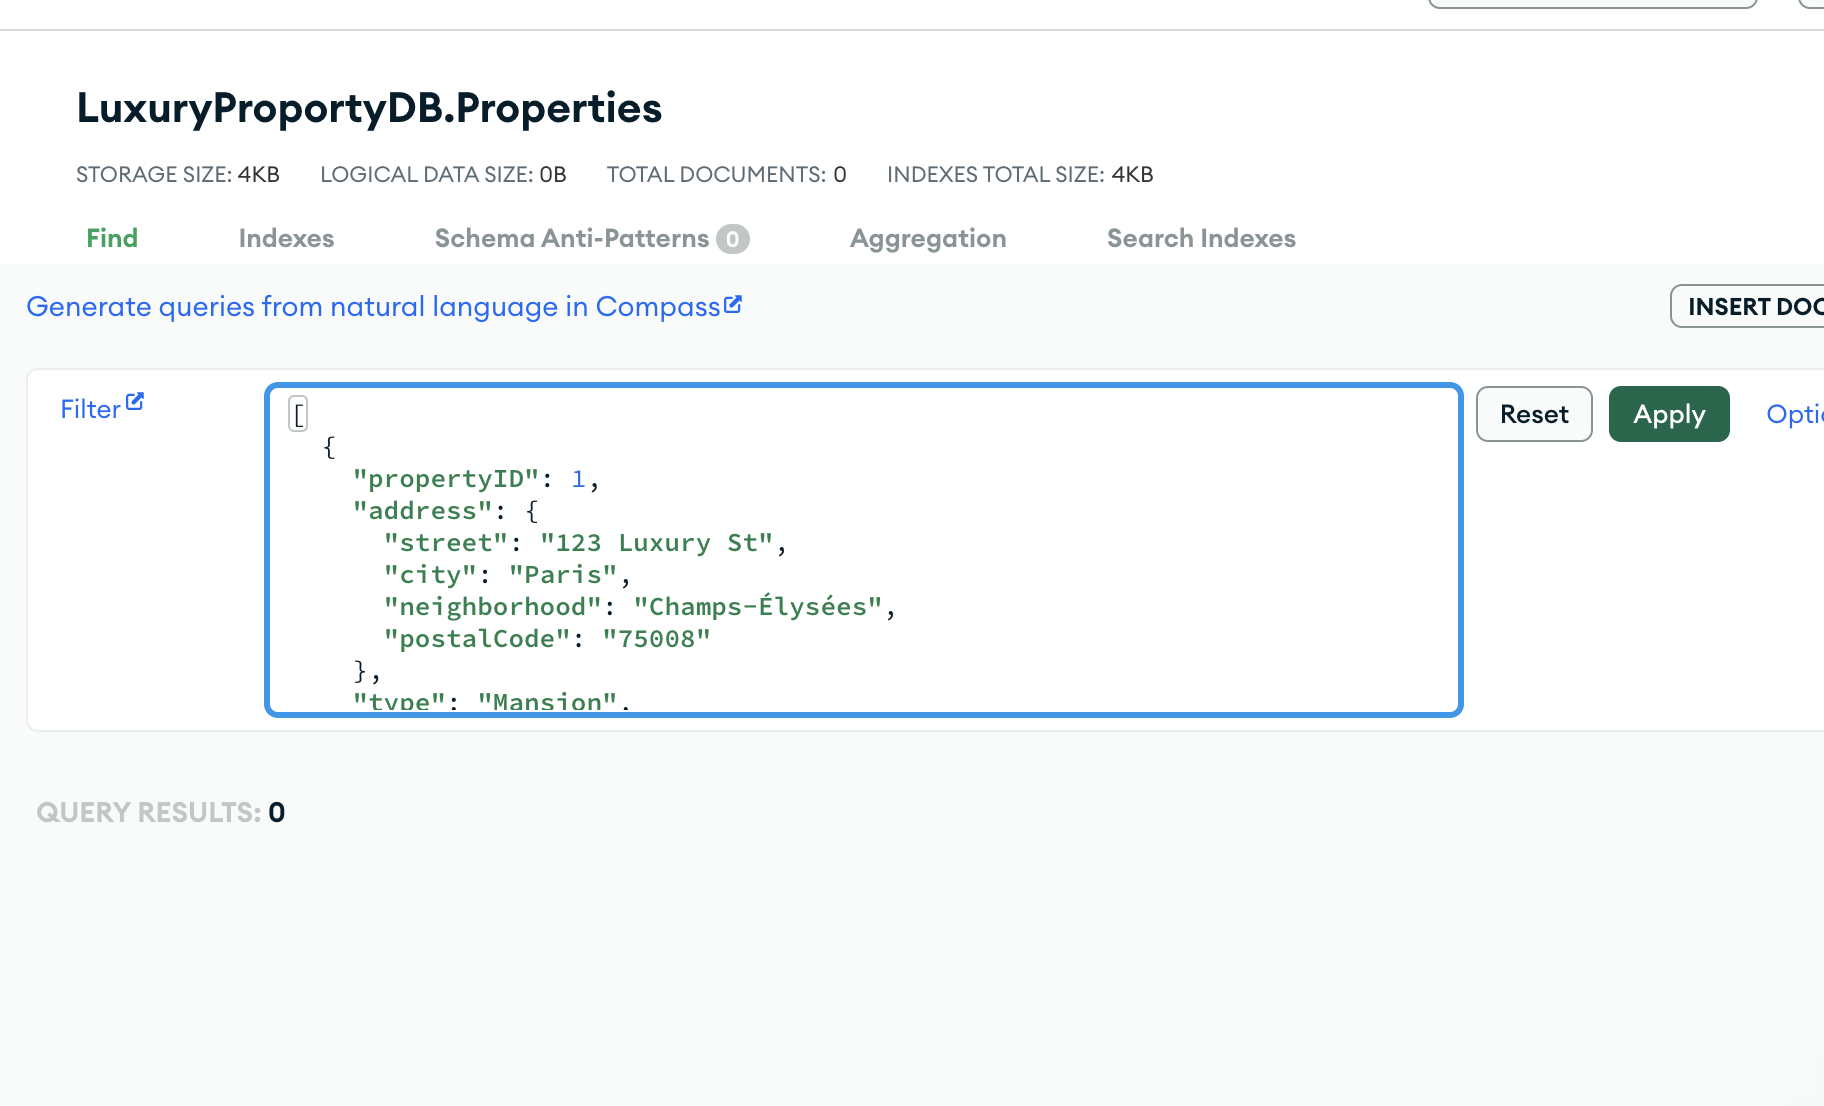 LuxuryProportyDB.Properties
STORAGE SIZE: 4KB LOGICAL DATA SIZE: 0B TOTAL DOCUMENTS: 0 INDEXES TOTAL SIZE: 4KB
Find Indexes Schema Anti-Patterns 0 Aggregation Search Indexes
Generate queries from natural language in Compass
INSERT DOC
Filter
[
{
"propertyID": 1,
"address": {
"street": "123 Luxury St",
"city": "Paris",
"neighborhood": "Champs-Élysées",
"postalCode": "75008"
},
"type": "Mansion",
Reset Apply Optio
QUERY RESULTS: 0